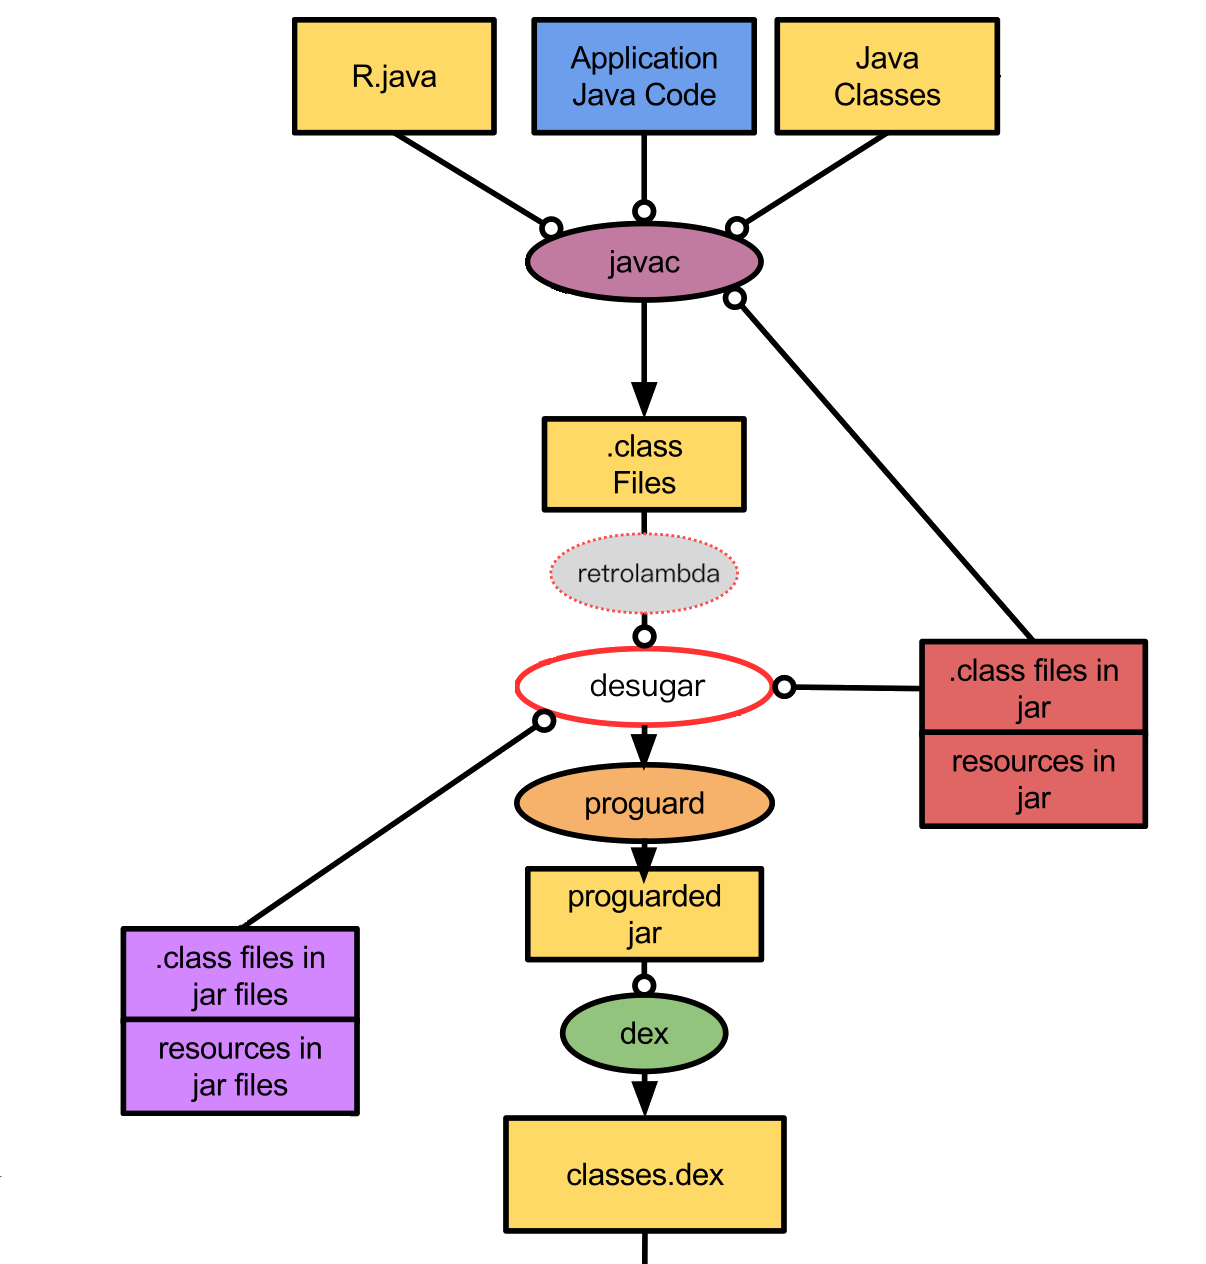 R.java
Application
Java Code
Java
Classes
javac
.class
Files
retrolambda
desugar
.class files in
jar
resources in
jar
proguard
proguarded
jar
.class files in
jar files
resources in
jar files
dex
classes.dex